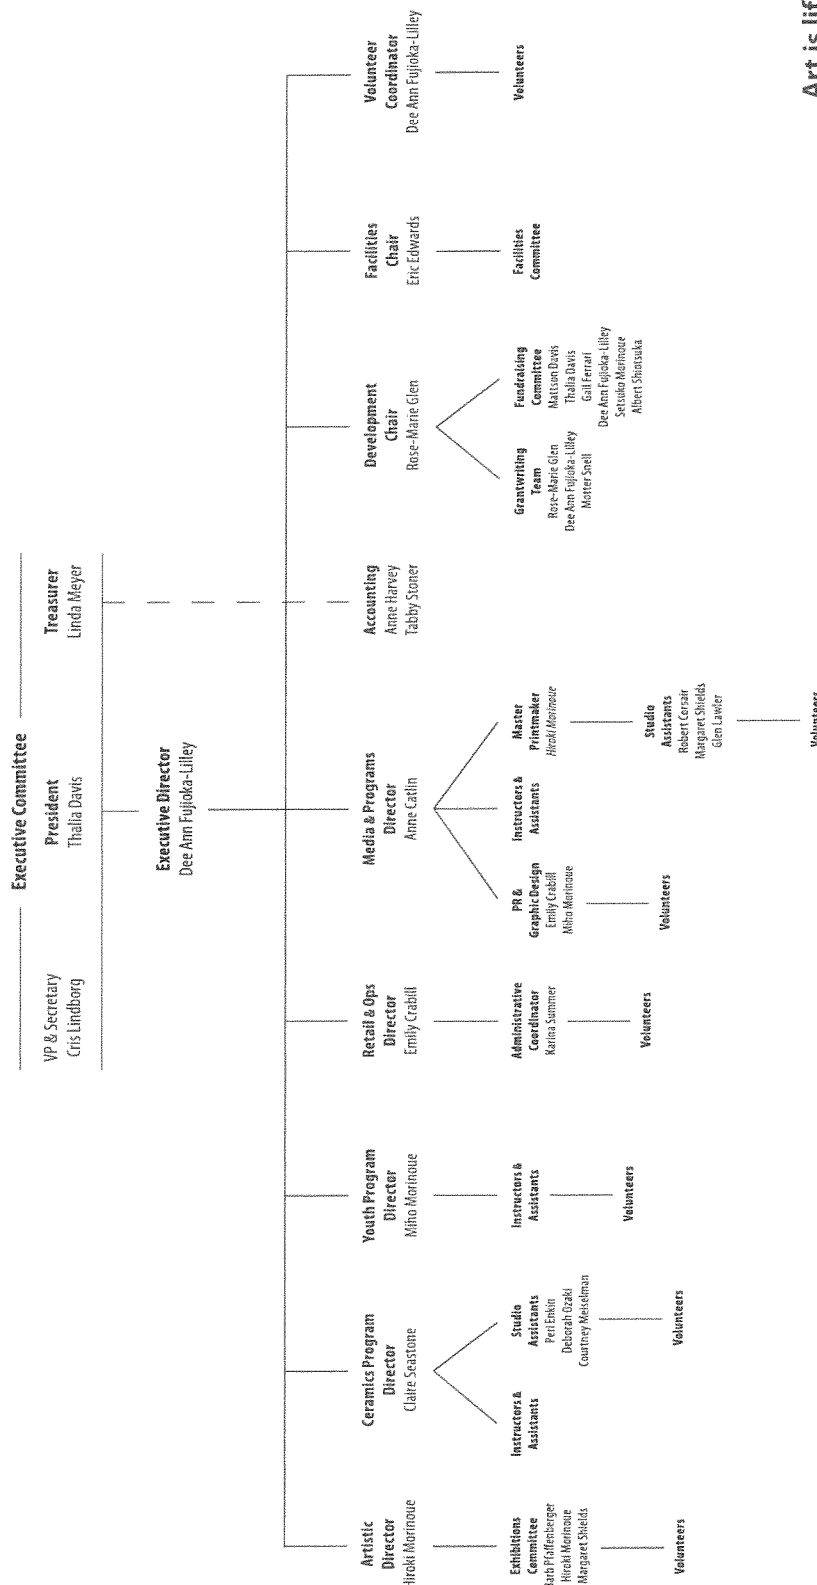 Executive Committee
VP & Secretary
Cris Lindborg
President
Thalia Davis
Treasurer
Linda Meyer
Executive Director
Dee Ann Fujioka-Lilley
Artistic
Director
Hiroki Morinoue
Exhibitions
Committee
Barb Pfaffenberger
Hiroki Morinoue
Margaret Shields
Volunteers
Ceramics Program
Director
Claire Seastone
Instructors &
Assistants
Studio
Assistants
Peri Enkin
Deborah Ozaki
Courtney Meiselman
Volunteers
Youth Program
Director
Miho Morinoue
Instructors &
Assistants
Volunteers
Retail & Ops
Director
Emily Crabill
Administrative
Coordinator
Karina Summer
Volunteers
Media & Programs
Director
Anne Catlin
PR &
Graphic Design
Emily Crabill
Miho Morinoue
Volunteers
Instructors &
Assistants
Master
Printmaker
Hiroki Morinoue
Studio
Assistants
Robert Corsair
Margaret Shields
Glen Lawler
Volunteers
Accounting
Anne Harvey
Tabby Stoner
Development
Chair
Rose-Marie Glen
Grantwriting
Team
Rose-Marie Glen
Dee Ann Fujioka-Lilley
Motter Snell
Fundraising
Committee
Mattson Davis
Thalia Davis
Gail Ferrari
Dee Ann Fujioka-Lilley
Setsuko Morinoue
Albert Shiotsuka
Facilities
Chair
Eric Edwards
Facilities
Committee
Volunteer
Coordinator
Dee Ann Fujioka-Lilley
Volunteers
Art is